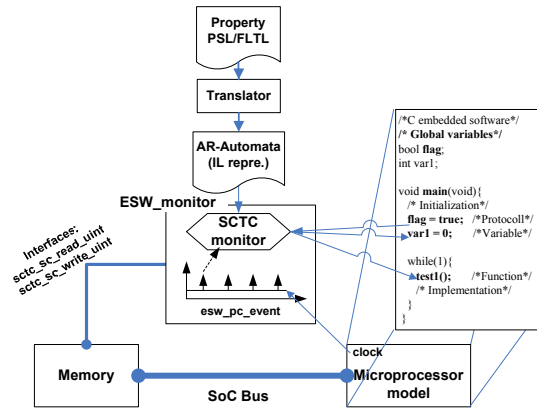 Property
PSL/FLTL
Translator
AR-Automata
(IL repre.)
ESW_monitor
SCTC
monitor
esw_pc_event
Interfaces:
sctc_sc_read_uint
sctc_sc_write_uint
/*C embedded software*/
/* Global variables*/
bool flag;
int var1;
void main(void){
/* Initialization*/
flag = true; /*Protocoll*/
var1 = 0; /*Variable*/
while(1){
test1(); /*Function*/
/* Implementation*/
}
}
clock
Memory
SoC Bus
Microprocessor
model